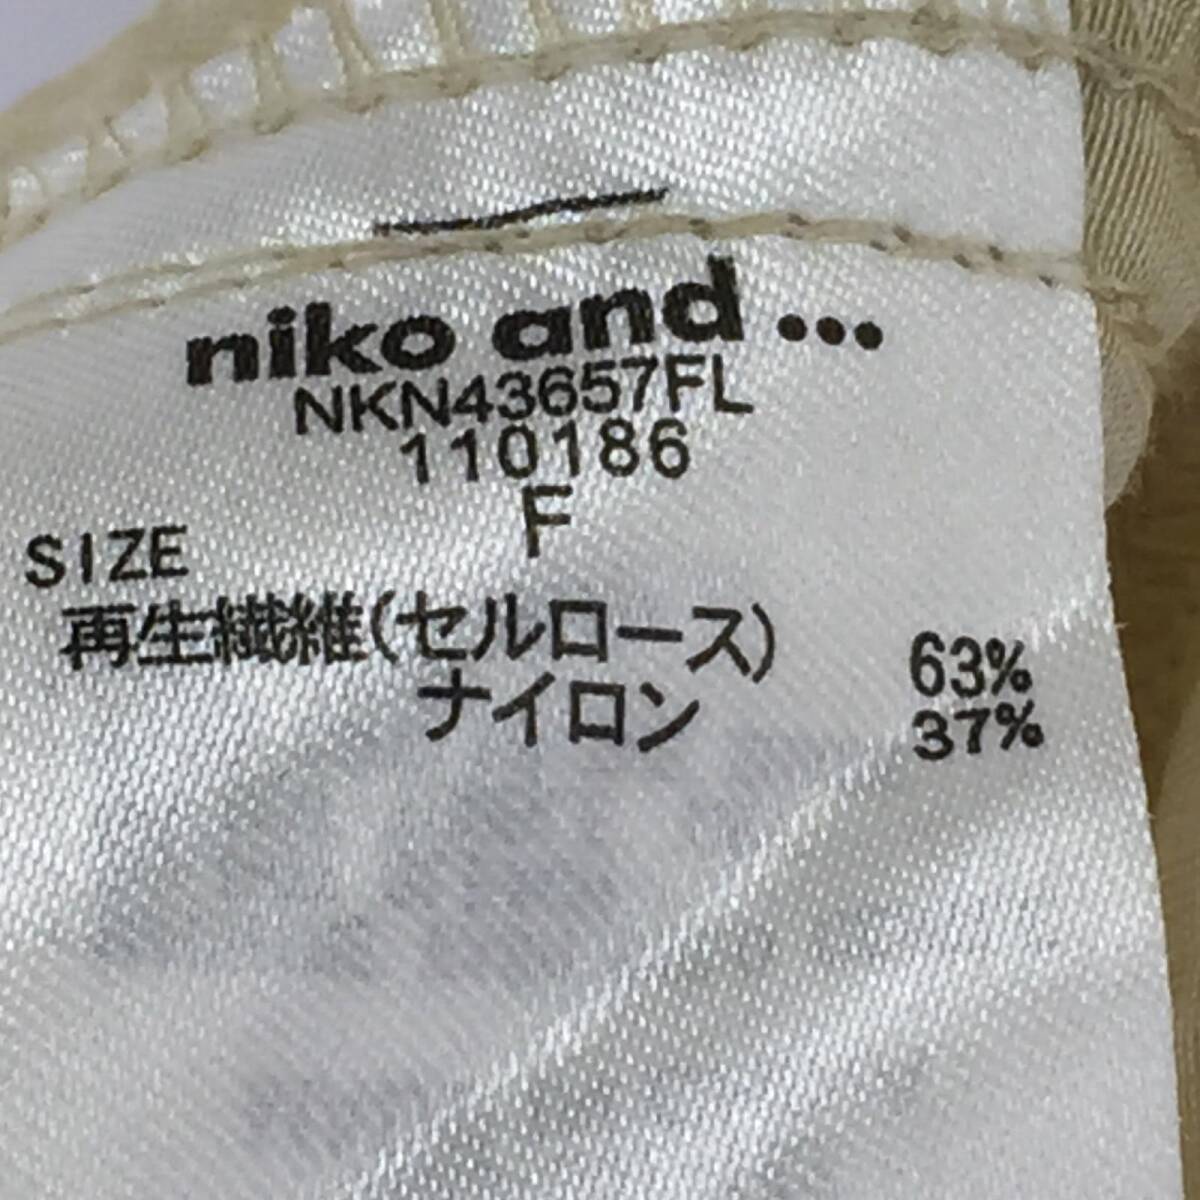 niko and ...
NKN43657FL
110186
SIZE F
再生繊維(セルロース) 63%
ナイロン 37%